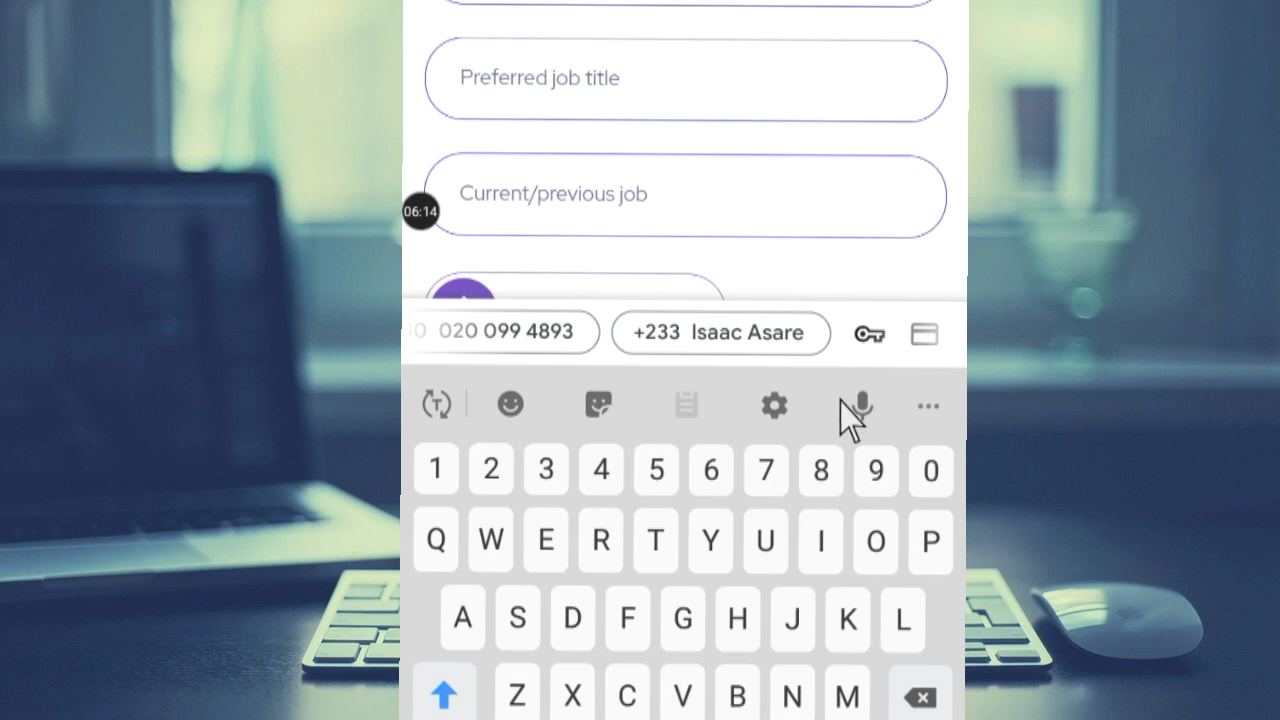 Preferred job title
Current/previous job
06:14
0 020 099 4893
+233 Isaac Asare
1 2 3 4 5 6 7 8 9 0
Q W E R T Y U I O P
A S D F G H J K L
Z X C V B N M